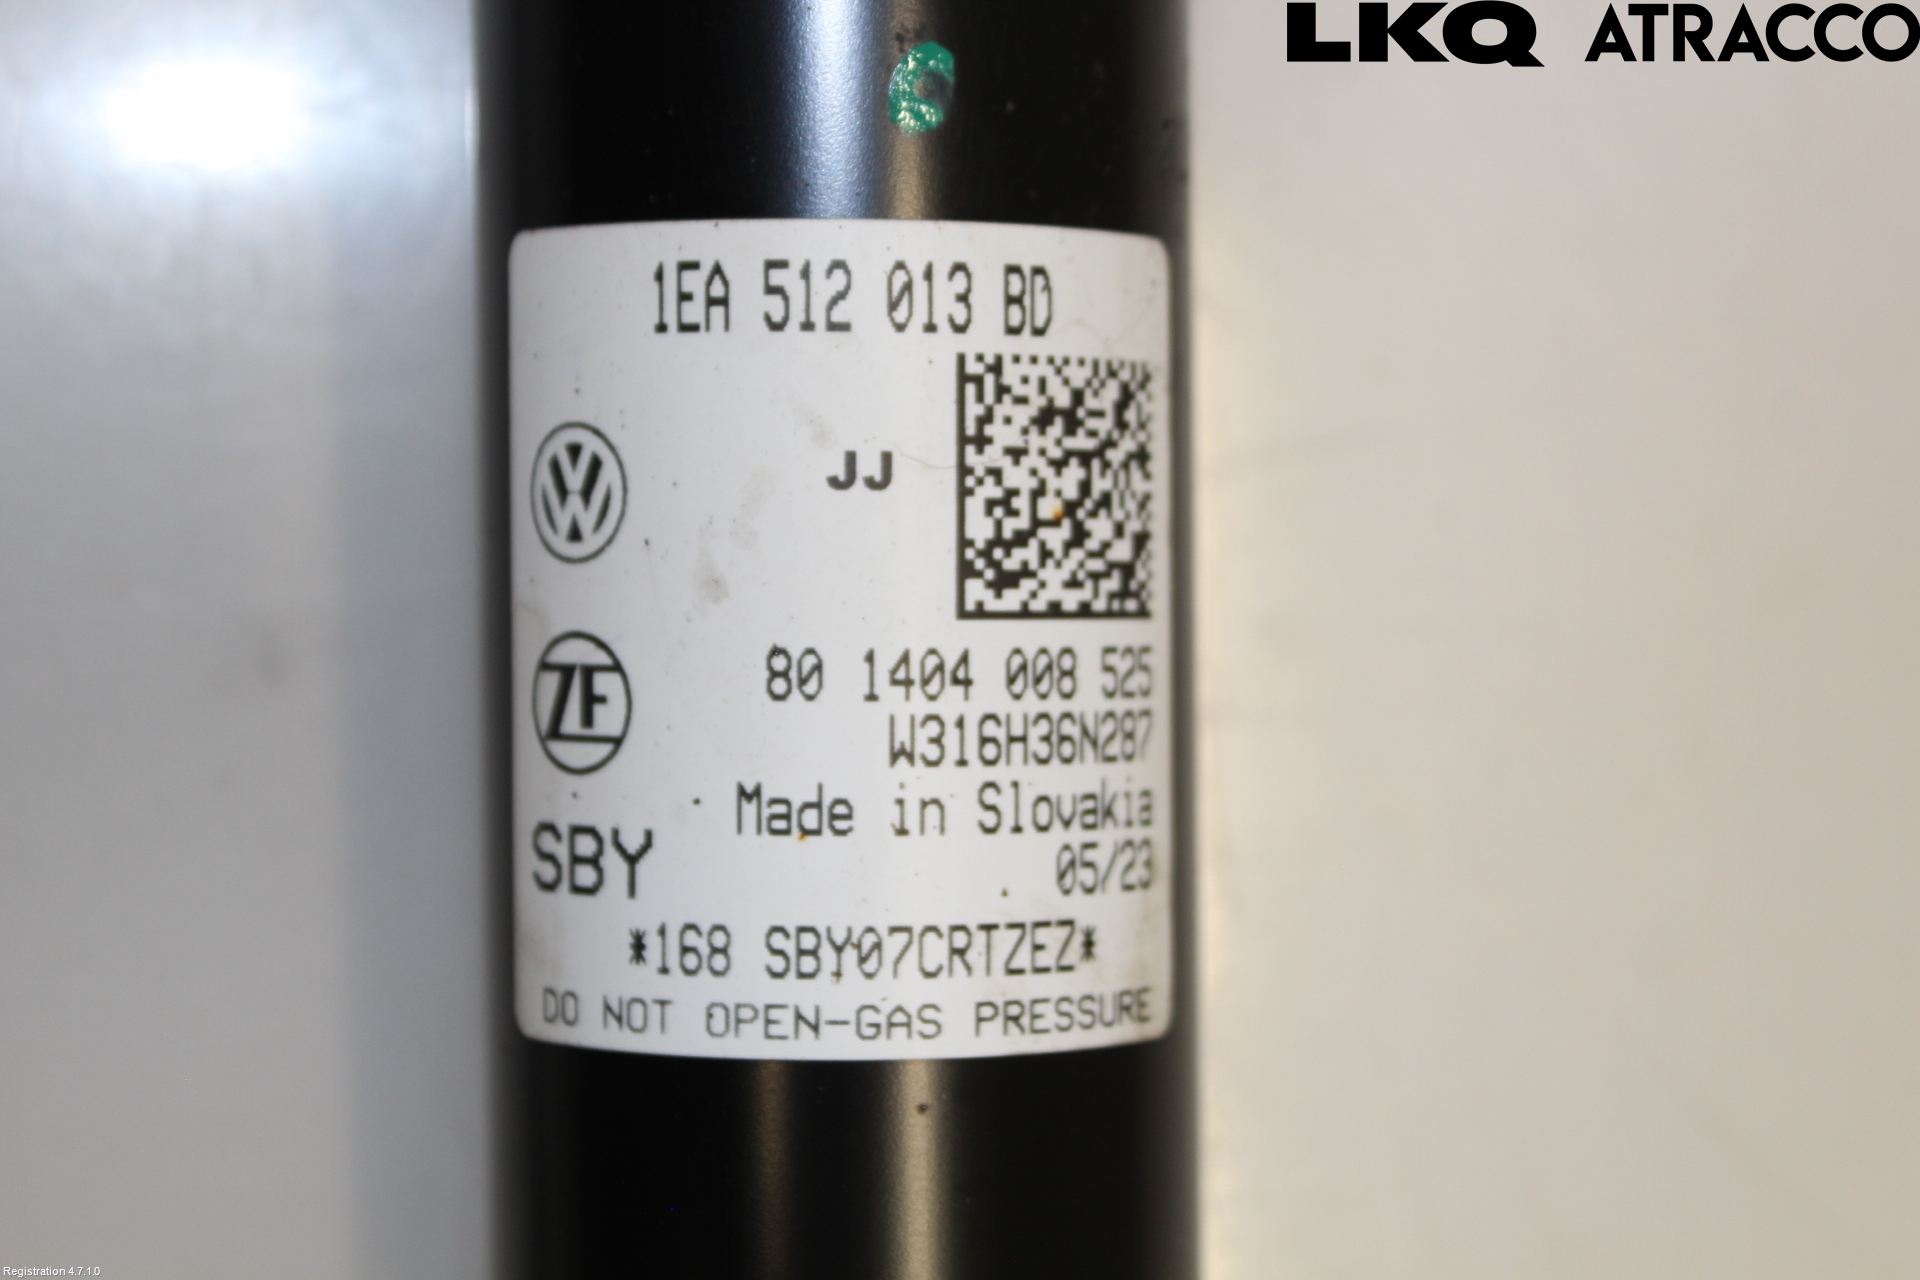 LKQ ATRACCO
1EA 512 013 BD
JJ
80 1404 008 525
ZF
W316H36N287
Made in Slovakia
SBY
05/23
*168 SBY07CRTZEZ*
DO NOT OPEN-GAS PRESSURE
Registration 4.7.1.0